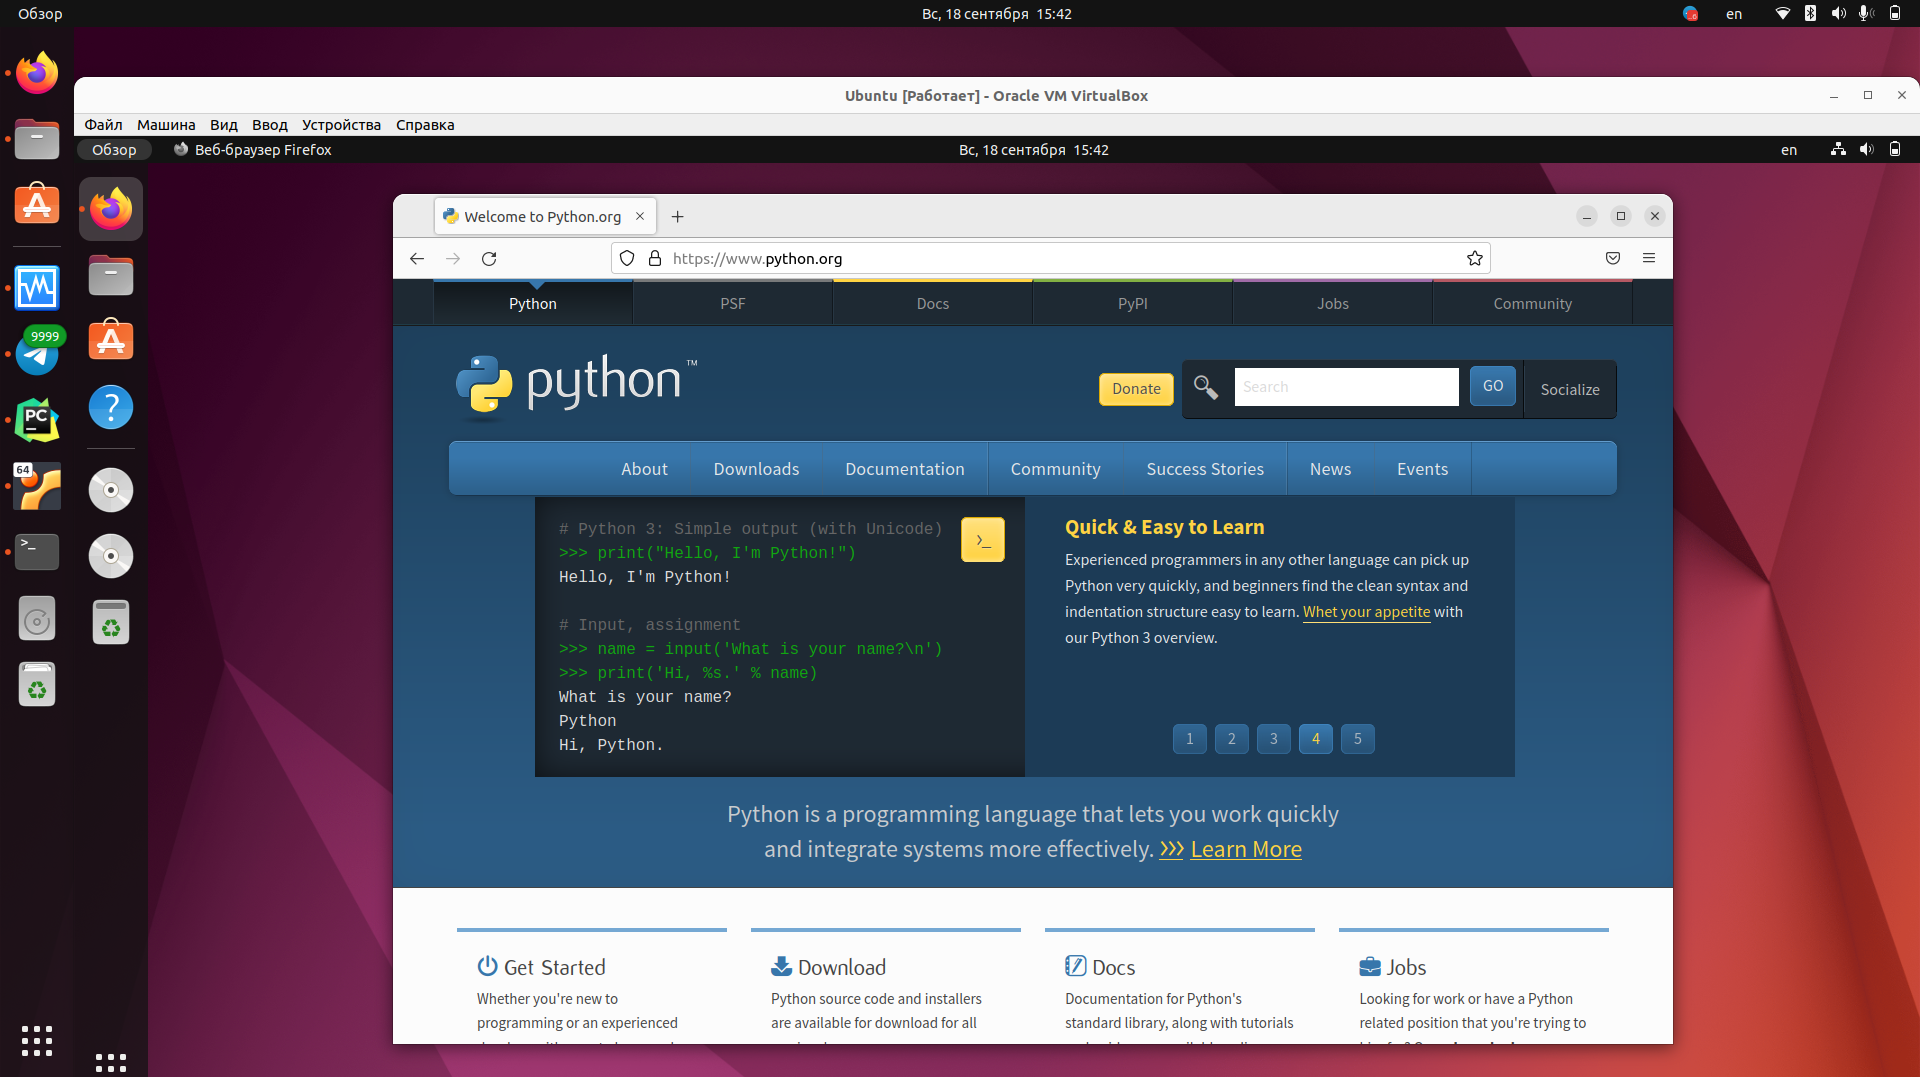 Обзор
Вс, 18 сентября 15:42
6
en
Ubuntu [Работает] - Oracle VM VirtualBox
Файл Машина Вид Ввод Устройства Справка
Обзор Веб-браузер Firefox
Вс, 18 сентября 15:42
en
9999
PC
64
>_
Welcome to Python.org
https://www.python.org
Python PSF Docs PyPI Jobs Community
python™
Donate
Search
GO
Socialize
About Downloads Documentation Community Success Stories News Events
# Python 3: Simple output (with Unicode)
>>> print("Hello, I'm Python!")
Hello, I'm Python!
# Input, assignment
>>> name = input('What is your name?\n')
>>> print('Hi, %s.' % name)
What is your name?
Python
Hi, Python.
>_
Quick & Easy to Learn
Experienced programmers in any other language can pick up
Python very quickly, and beginners find the clean syntax and
indentation structure easy to learn. Whet your appetite with
our Python 3 overview.
1 2 3 4 5
Python is a programming language that lets you work quickly
and integrate systems more effectively. >>> Learn More
Get Started
Whether you're new to
programming or an experienced
Download
Python source code and installers
are available for download for all
Docs
Documentation for Python's
standard library, along with tutorials
Jobs
Looking for work or have a Python
related position that you're trying to